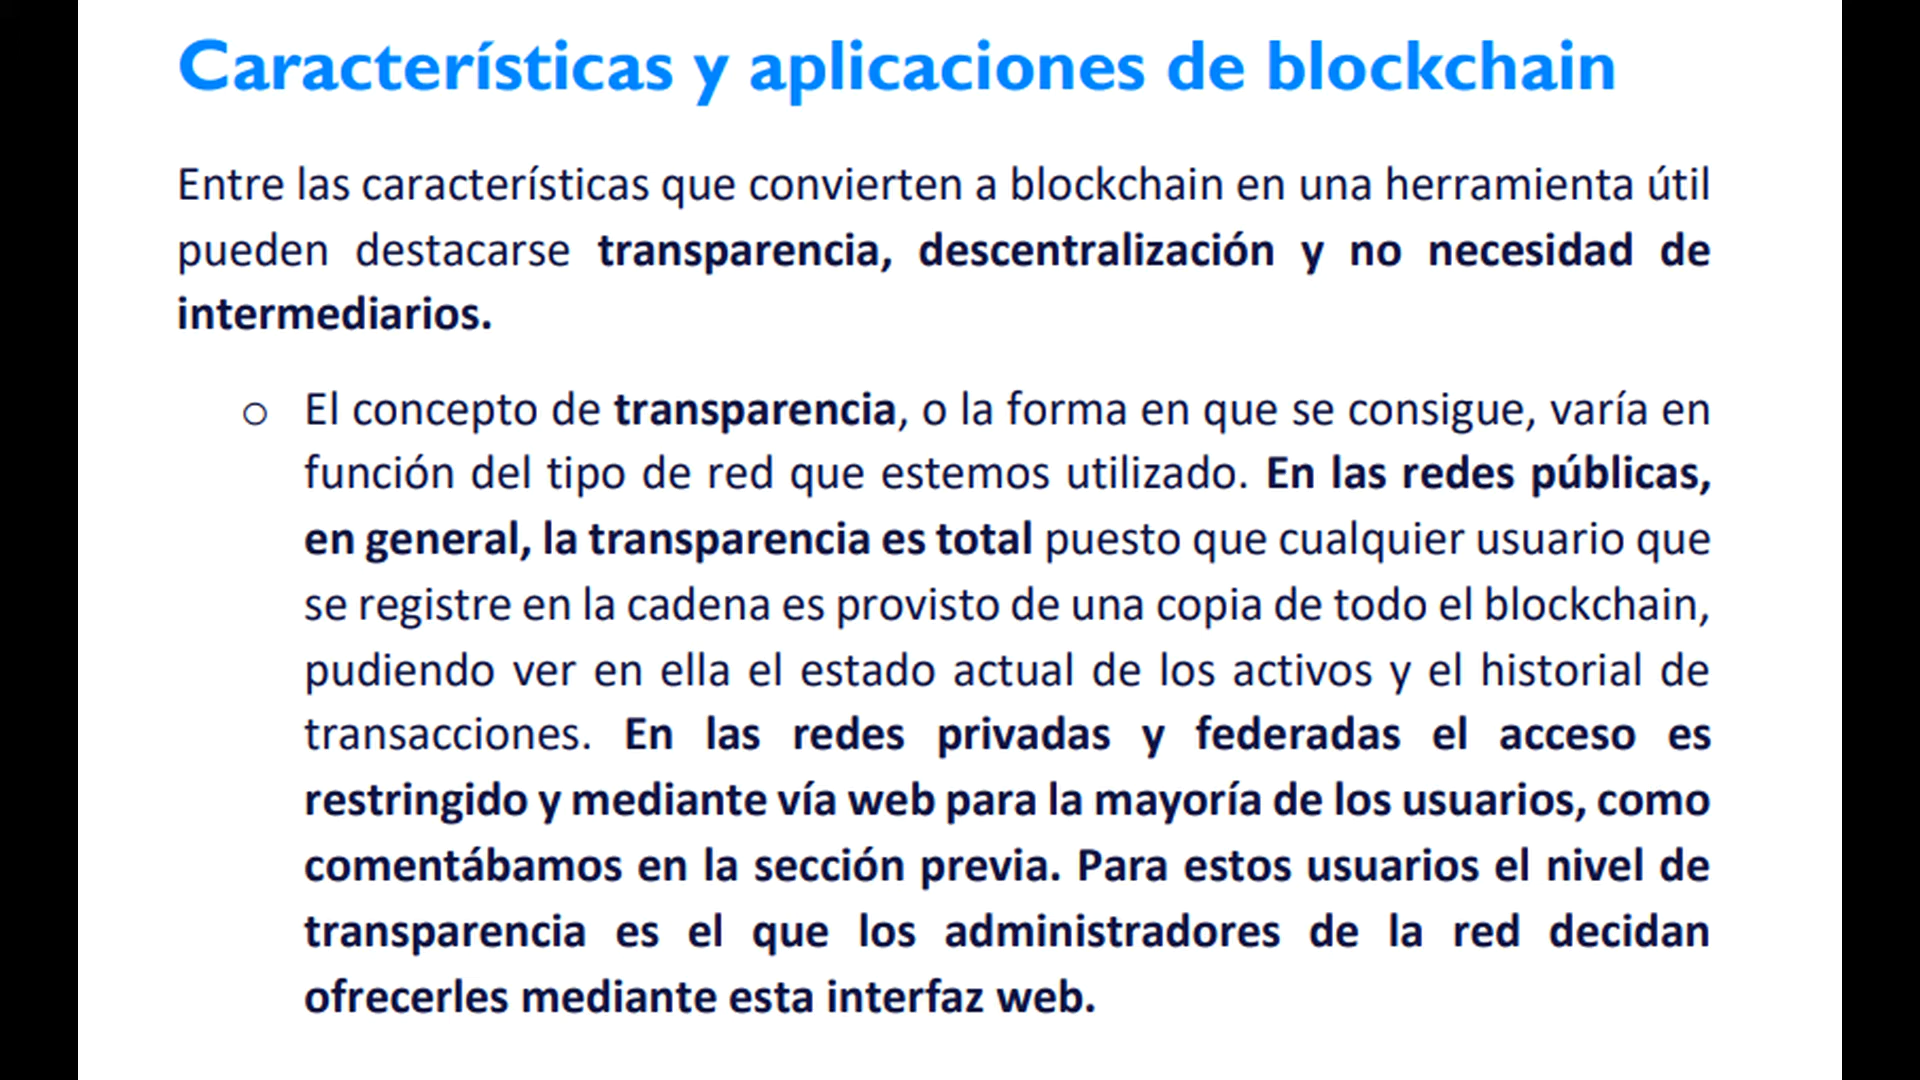 Características y aplicaciones de blockchain
Entre las características que convierten a blockchain en una herramienta útil
pueden destacarse transparencia, descentralización y no necesidad de
intermediarios.
o El concepto de transparencia, o la forma en que se consigue, varía en
función del tipo de red que estemos utilizado. En las redes públicas,
en general, la transparencia es total puesto que cualquier usuario que
se registre en la cadena es provisto de una copia de todo el blockchain,
pudiendo ver en ella el estado actual de los activos y el historial de
transacciones. En las redes privadas y federadas el acceso es
restringido y mediante vía web para la mayoría de los usuarios, como
comentábamos en la sección previa. Para estos usuarios el nivel de
transparencia es el que los administradores de la red decidan
ofrecerles mediante esta interfaz web.